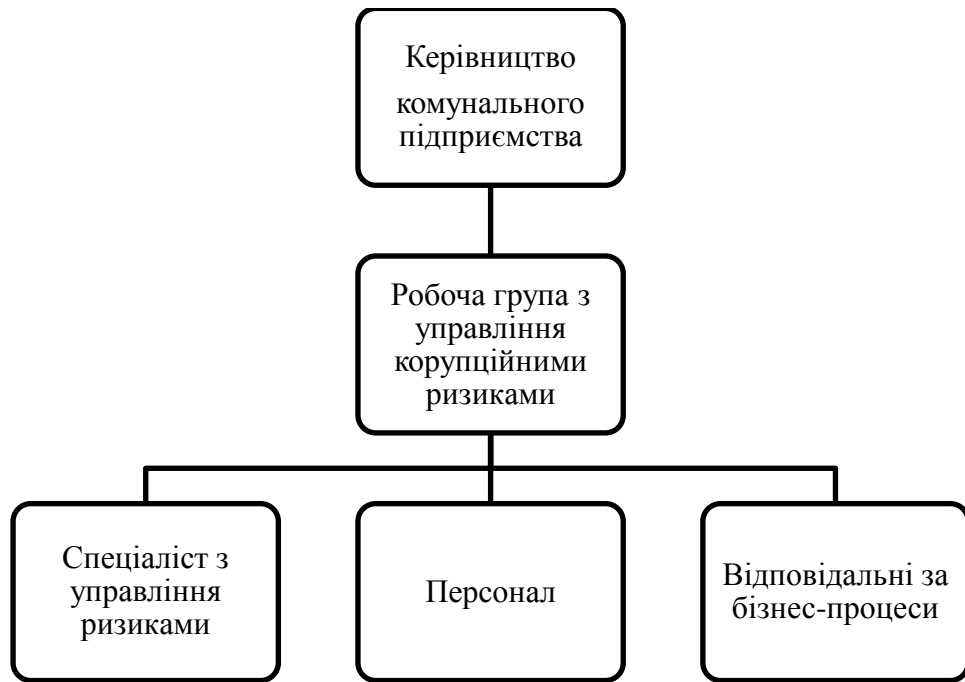 Керівництво
комунального
підприємства
Робоча група з
управління
корупційними
ризиками
Спеціаліст з
управління
ризиками
Персонал
Відповідальні за
бізнес-процеси